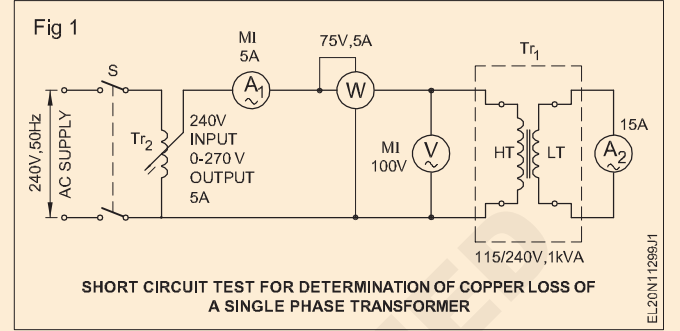 Fig 1
MI
5A
75V,5A
Tr1
S
A1
W
240V,50Hz
AC SUPPLY
Tr2
240V
INPUT
0-270 V
OUTPUT
5A
MI
100V
V
HT
LT
15A
A2
115/240V,1kVA
SHORT CIRCUIT TEST FOR DETERMINATION OF COPPER LOSS OF
A SINGLE PHASE TRANSFORMER
EL20N11299J1